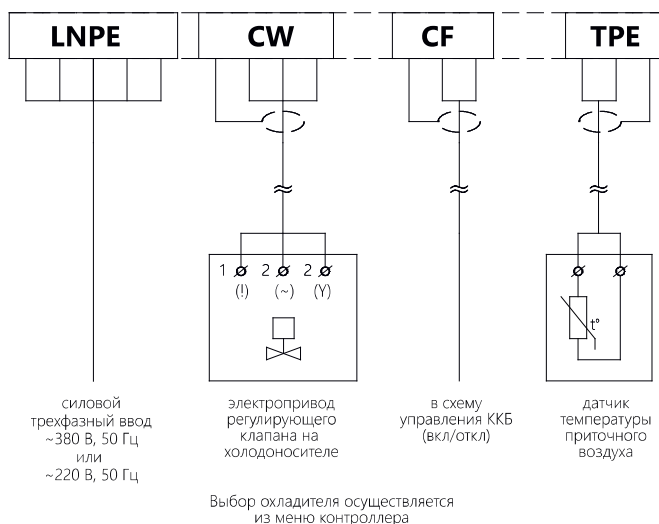 LNPE CW CF TPE
1 2 2
(!) (~) (Y)
t°
силовой
трехфазный ввод
~380 В, 50 Гц
или
~220 В, 50 Гц
электропривод
регулирующего
клапана на
холодоносителе
в схему
управления ККБ
(вкл/откл)
датчик
температуры
приточного
воздуха
Выбор охладителя осуществляется
из меню контроллера